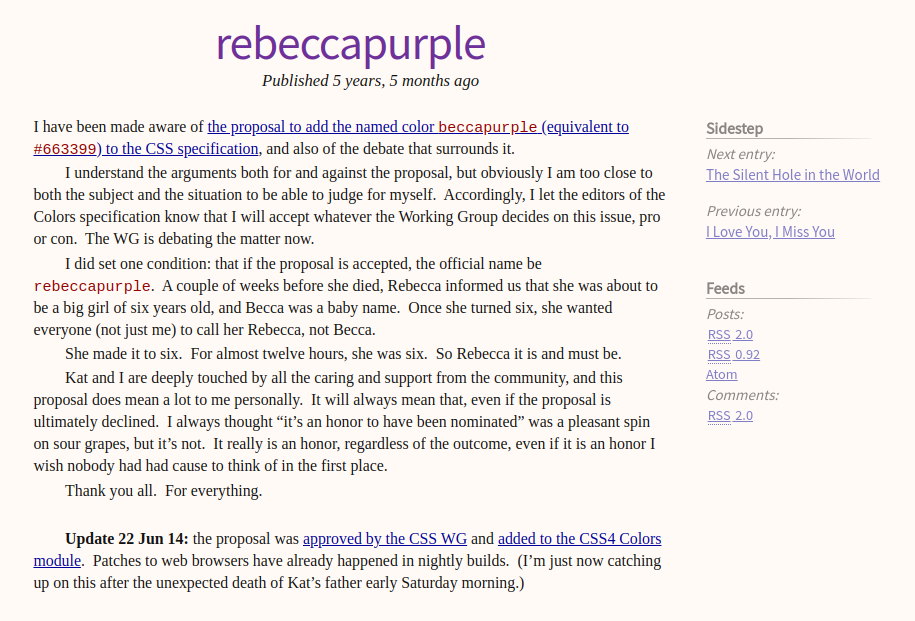 rebeccapurple
Published 5 years, 5 months ago
I have been made aware of the proposal to add the named color beccapurple (equivalent to
#663399) to the CSS specification, and also of the debate that surrounds it.
I understand the arguments both for and against the proposal, but obviously I am too close to
both the subject and the situation to be able to judge for myself. Accordingly, I let the editors of the
Colors specification know that I will accept whatever the Working Group decides on this issue, pro
or con. The WG is debating the matter now.
I did set one condition: that if the proposal is accepted, the official name be
rebeccapurple. A couple of weeks before she died, Rebecca informed us that she was about to
be a big girl of six years old, and Becca was a baby name. Once she turned six, she wanted
everyone (not just me) to call her Rebecca, not Becca.
She made it to six. For almost twelve hours, she was six. So Rebecca it is and must be.
Kat and I are deeply touched by all the caring and support from the community, and this
proposal does mean a lot to me personally. It will always mean that, even if the proposal is
ultimately declined. I always thought “it’s an honor to have been nominated” was a pleasant spin
on sour grapes, but it’s not. It really is an honor, regardless of the outcome, even if it is an honor I
wish nobody had had cause to think of in the first place.
Thank you all. For everything.
Update 22 Jun 14: the proposal was approved by the CSS WG and added to the CSS4 Colors
module. Patches to web browsers have already happened in nightly builds. (I’m just now catching
up on this after the unexpected death of Kat’s father early Saturday morning.)
Sidestep
Next entry:
The Silent Hole in the World
Previous entry:
I Love You, I Miss You
Feeds
Posts:
RSS 2.0
RSS 0.92
Atom
Comments:
RSS 2.0